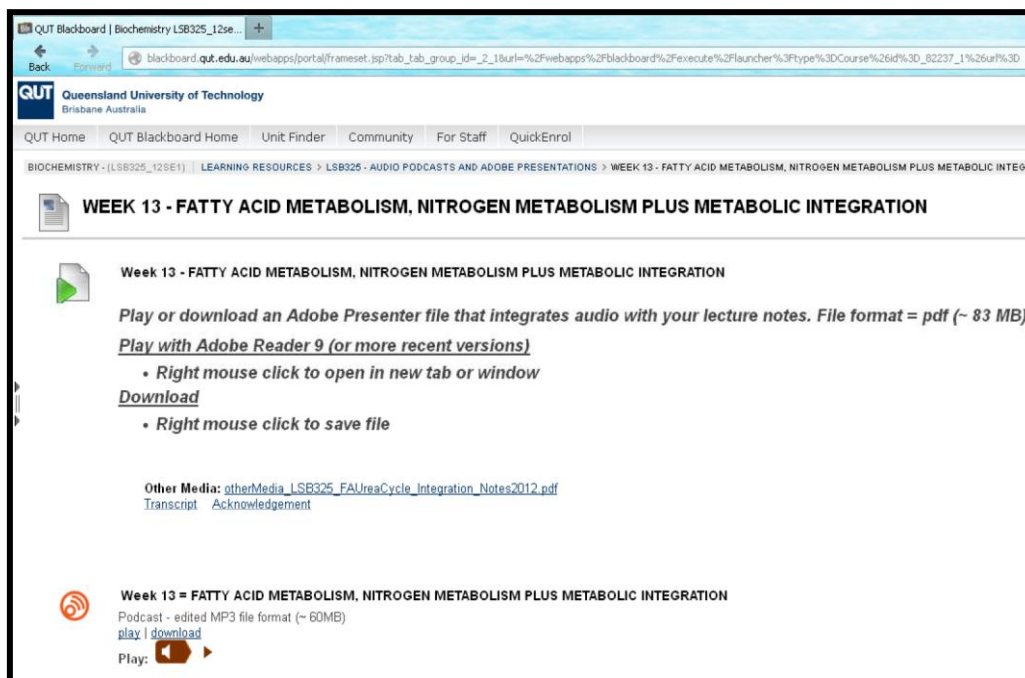 QUT Blackboard | Biochemistry LSB325_12se... +
Back Forward blackboard.qut.edu.au/webapps/portal/frameset.jsp?tab_tab_group_id=_2_1&url=%2Fwebapps%2Fblackboard%2Fexecute%2Flauncher%3Ftype%3DCourse%26id%3D_82237_1%26url%3D
QUT Queensland University of Technology
Brisbane Australia
QUT Home QUT Blackboard Home Unit Finder Community For Staff QuickEnrol
BIOCHEMISTRY - (LSB325_12SE1) LEARNING RESOURCES > LSB325 - AUDIO PODCASTS AND ADOBE PRESENTATIONS > WEEK 13 - FATTY ACID METABOLISM, NITROGEN METABOLISM PLUS METABOLIC INTEG
WEEK 13 - FATTY ACID METABOLISM, NITROGEN METABOLISM PLUS METABOLIC INTEGRATION
Week 13 - FATTY ACID METABOLISM, NITROGEN METABOLISM PLUS METABOLIC INTEGRATION
Play or download an Adobe Presenter file that integrates audio with your lecture notes. File format = pdf (~ 83 MB)
Play with Adobe Reader 9 (or more recent versions)
• Right mouse click to open in new tab or window
Download
• Right mouse click to save file
Other Media: otherMedia_LSB325_FAUreaCycle_Integration_Notes2012.pdf
Transcript Acknowledgement
Week 13 = FATTY ACID METABOLISM, NITROGEN METABOLISM PLUS METABOLIC INTEGRATION
Podcast - edited MP3 file format (~ 60MB)
play | download
Play: